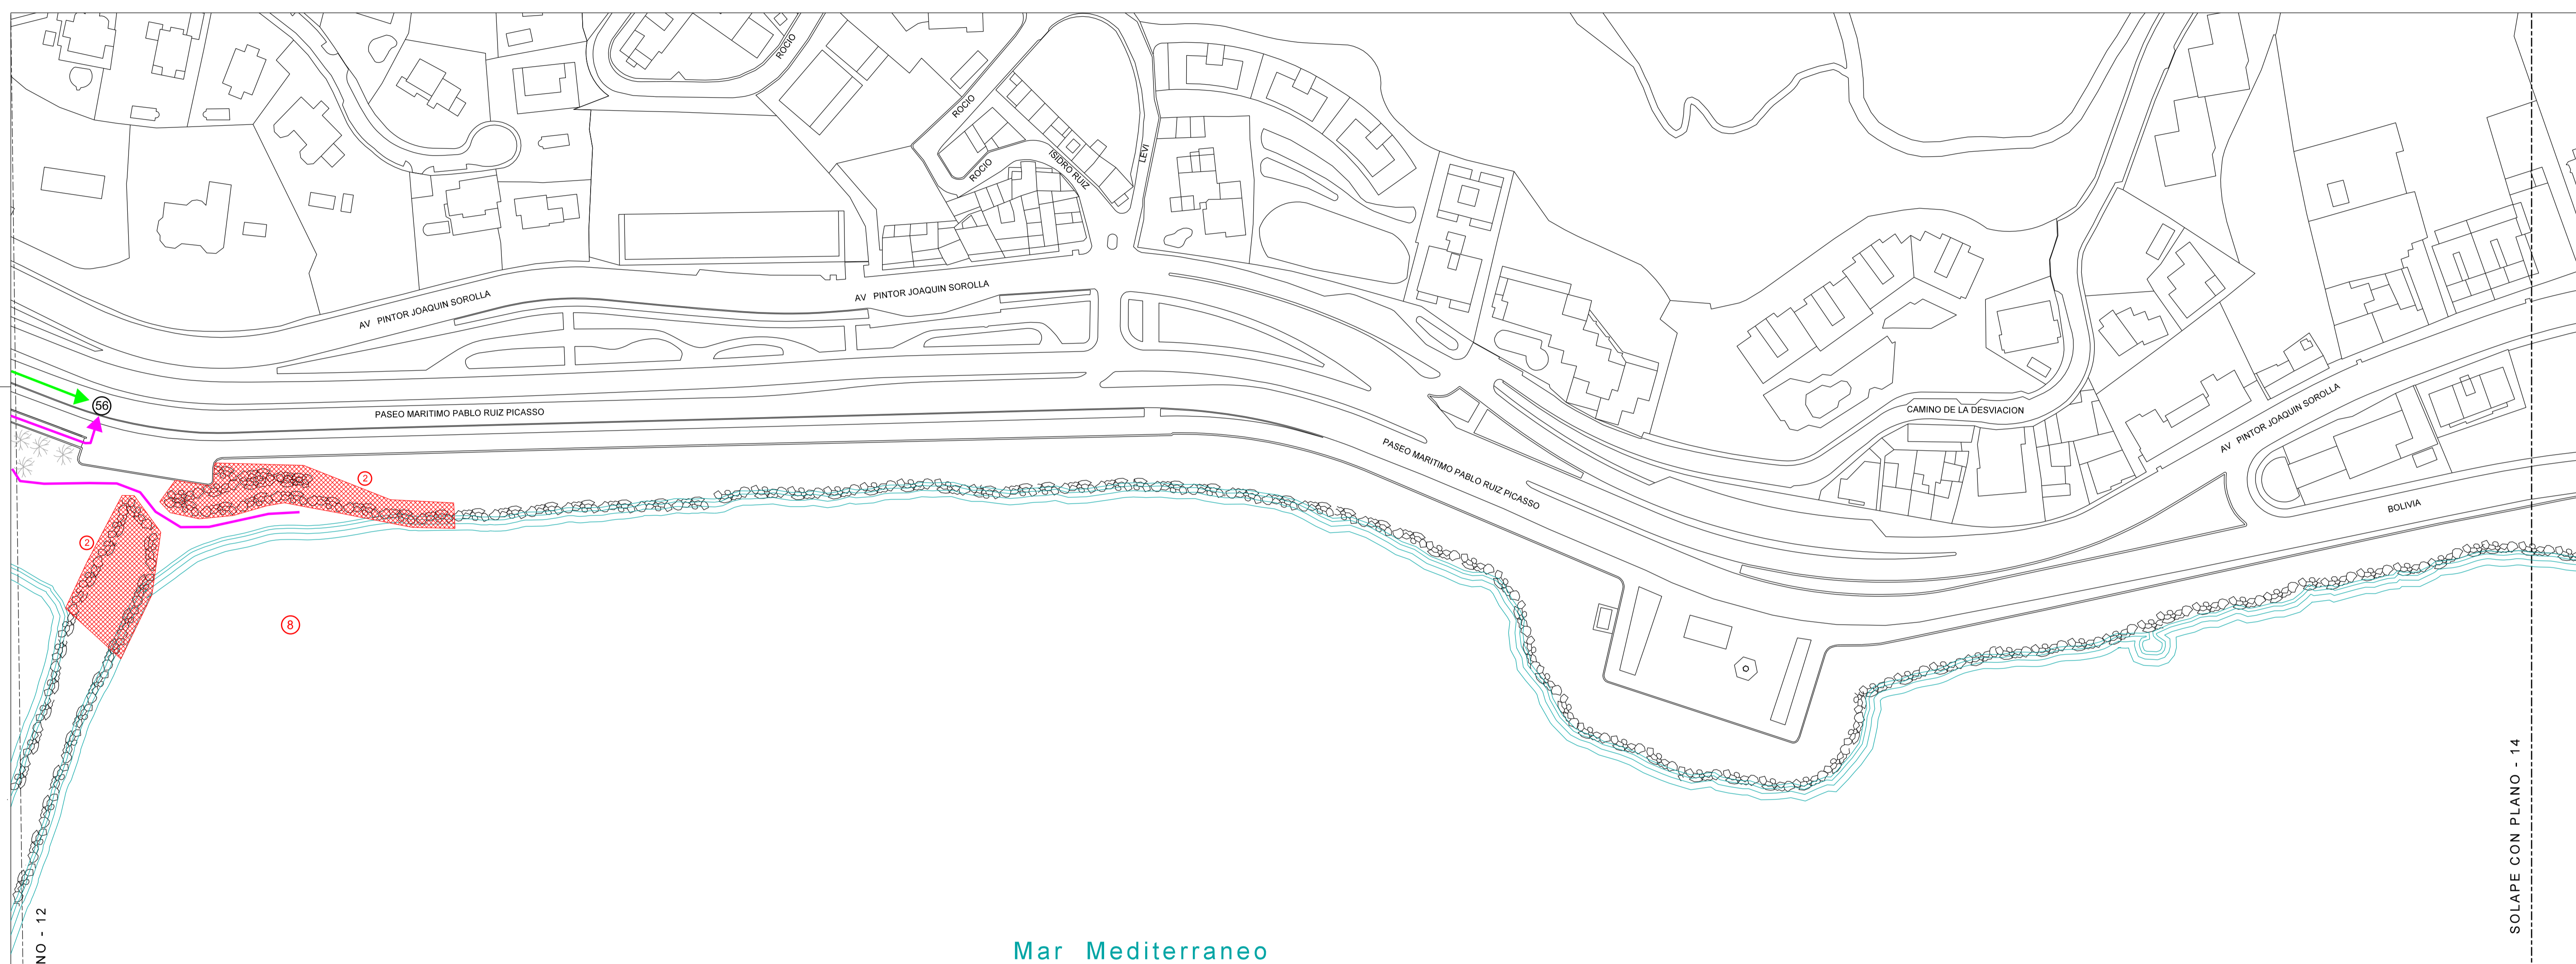 ROCIO
ROCIO
ROCIO
ISIDRO RUIZ
LEVI
AV PINTOR JOAQUIN SOROLLA
AV PINTOR JOAQUIN SOROLLA
56
PASEO MARITIMO PABLO RUIZ PICASSO
PASEO MARITIMO PABLO RUIZ PICASSO
CAMINO DE LA DESVIACION
AV PINTOR JOAQUIN SOROLLA
BOLIVIA
2
2
8
NO - 12
SOLAPE CON PLANO - 14
Mar Mediterraneo